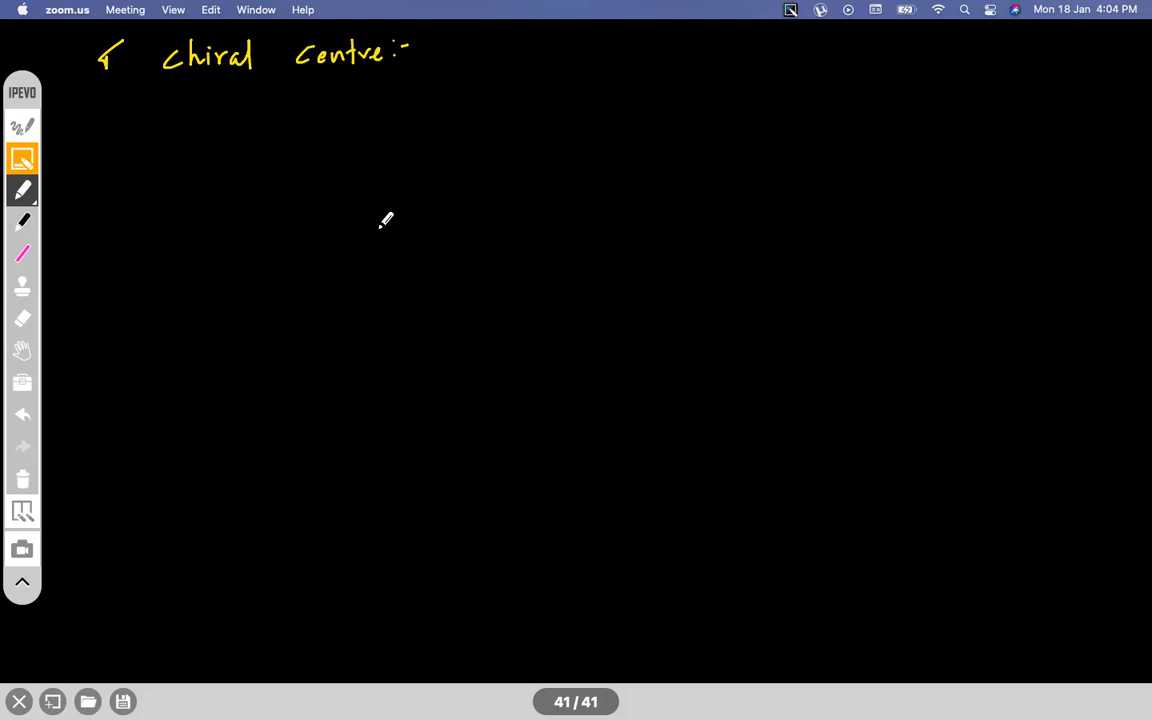 zoom.us Meeting View Edit Window Help Mon 18 Jan 4:04 PM
Chiral Centre:-
IPEVO
41/41